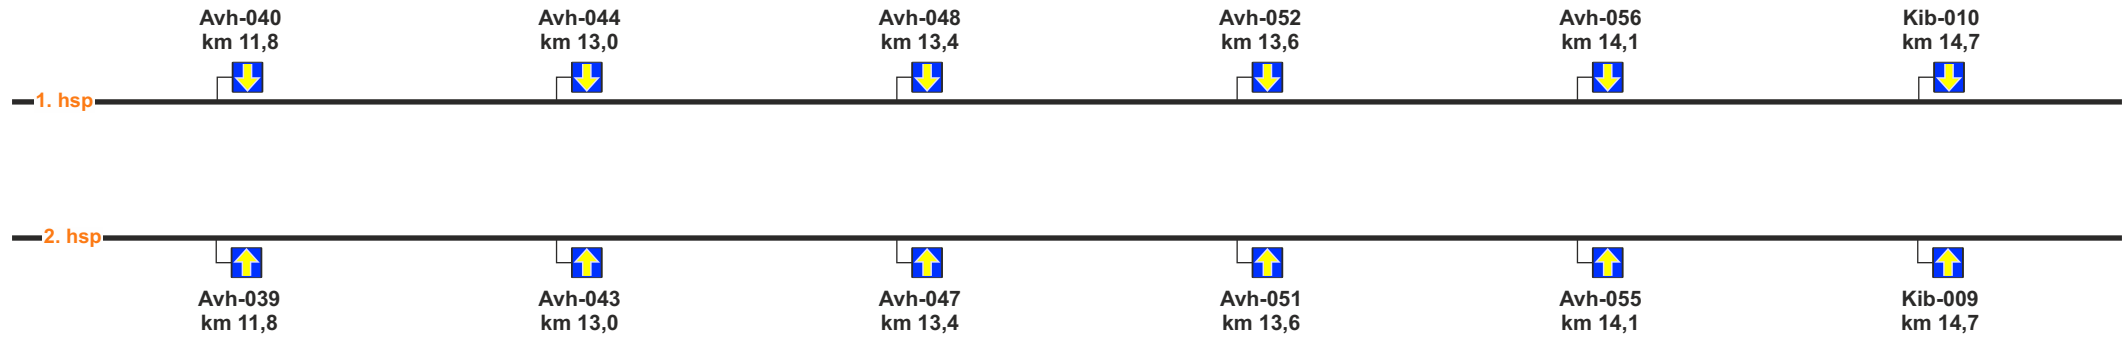 Avh-040
km 11,8
Avh-044
km 13,0
Avh-048
km 13,4
Avh-052
km 13,6
Avh-056
km 14,1
Kib-010
km 14,7
1. hsp
2. hsp
Avh-039
km 11,8
Avh-043
km 13,0
Avh-047
km 13,4
Avh-051
km 13,6
Avh-055
km 14,1
Kib-009
km 14,7